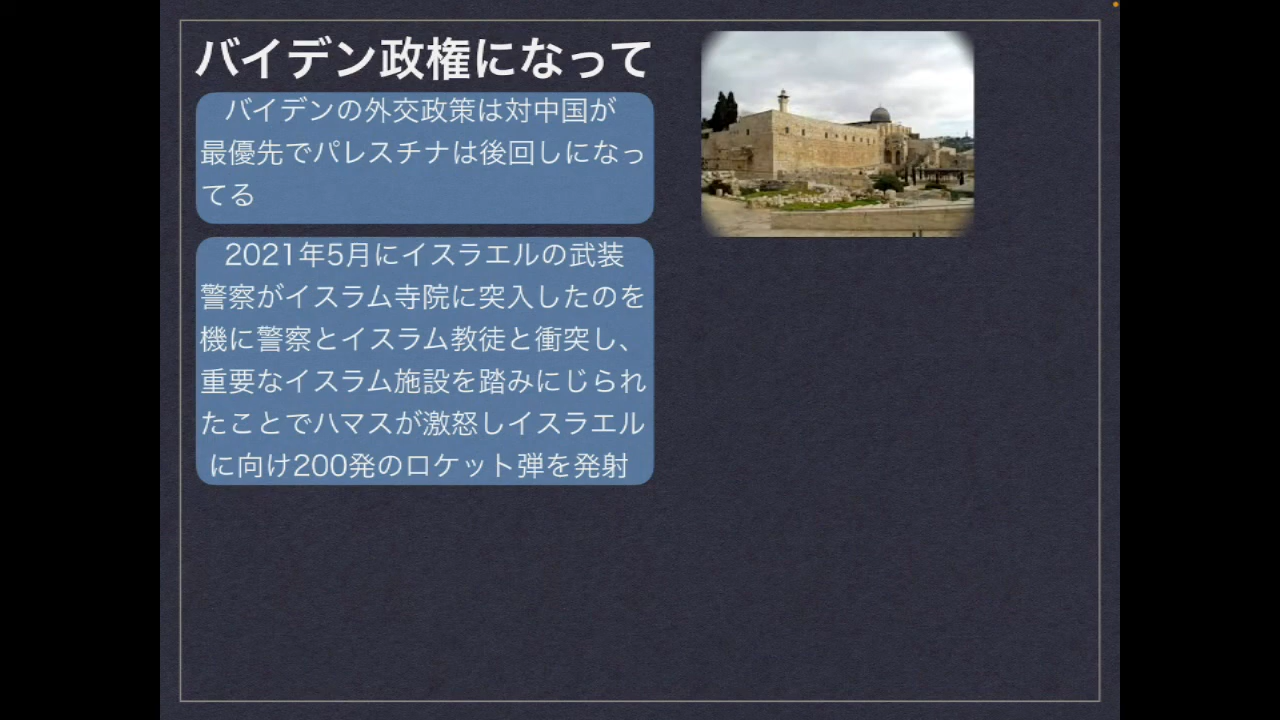 バイデン政権になって
バイデンの外交政策は対中国が
最優先でパレスチナは後回しになっ
てる
2021年5月にイスラエルの武装
警察がイスラム寺院に突入したのを
機に警察とイスラム教徒と衝突し、
重要なイスラム施設を踏みにじられ
たことでハマスが激怒しイスラエル
に向け200発のロケット弾を発射